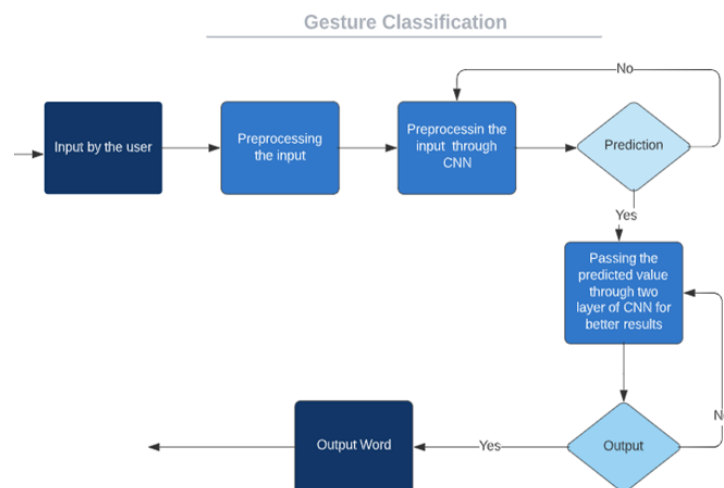 Gesture Classification
No
Input by the user
Preprocessing
the input
Preprocessin the
input through
CNN
Prediction
Yes
Passing the
predicted value
through two
layer of CNN for
better results
No
Output Word
Yes
Output